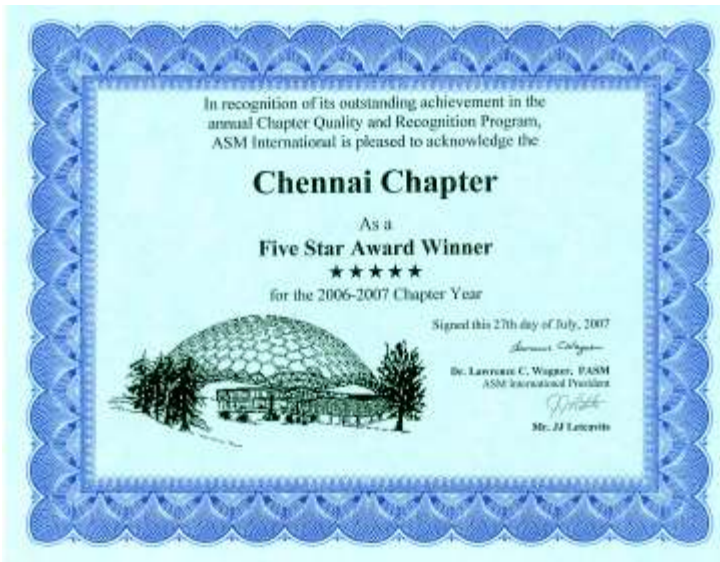 In recognition of its outstanding achievement in the
annual Chapter Quality and Recognition Program,
ASM International is pleased to acknowledge the
Chennai Chapter
As a
Five Star Award Winner
★★★★★
for the 2006-2007 Chapter Year
Signed this 27th day of July, 2007
Dr. Lawrence C. Wagner, FASM
ASM International President
Mr. JJ Letcavits